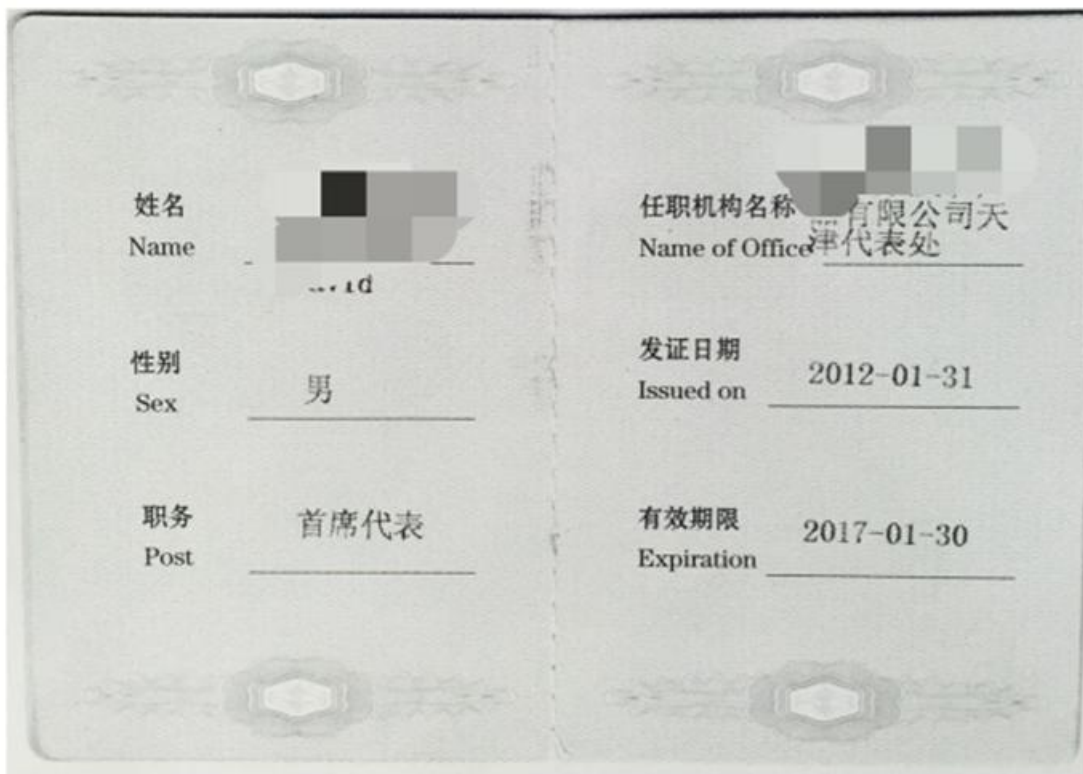 姓名
Name
性别
Sex
男
职务
Post
首席代表
任职机构名称
Name of Office
有限公司天
津代表处
发证日期
Issued on
2012-01-31
有效期限
Expiration
2017-01-30